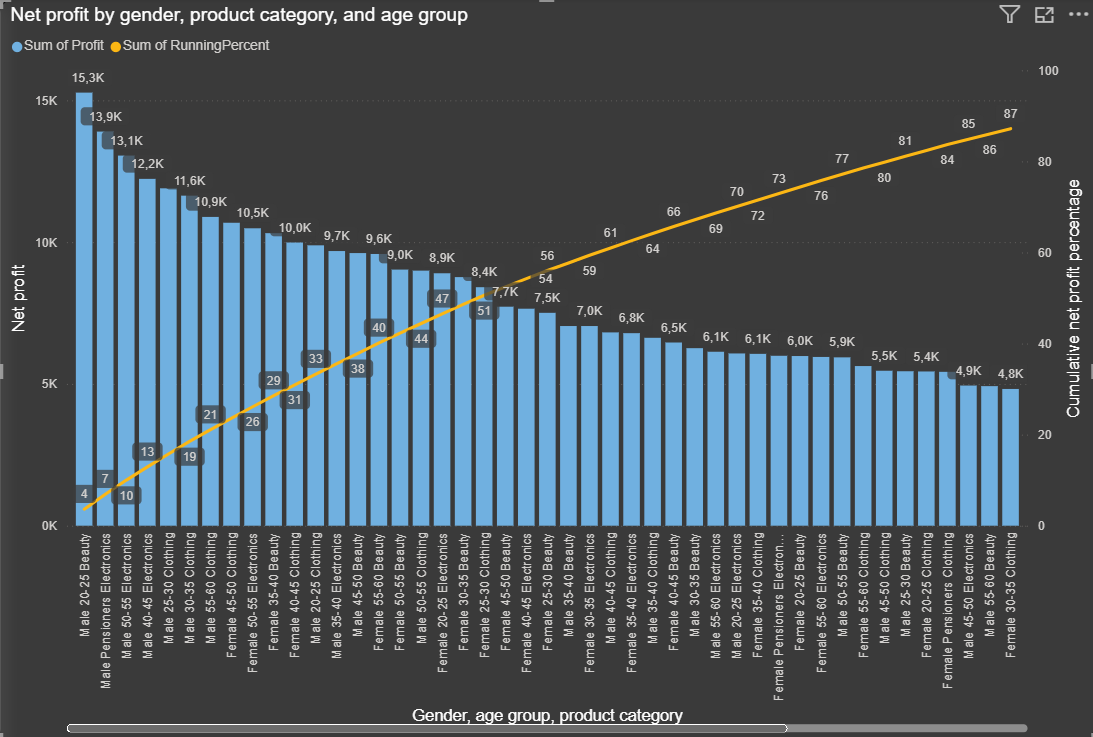 Net profit by gender, product category, and age group
Sum of Profit Sum of RunningPercent
15K
10K
5K
0K
Net profit
15,3K
13,9K
13,1K
12,2K
11,6K
10,9K
10,5K
10,0K
9,7K
9,6K
9,0K
8,9K
8,4K
7,7K
7,5K
7,0K
6,8K
6,5K
6,1K
6,1K
6,0K
5,9K
5,5K
5,4K
4,9K
4,8K
4
7
10
13
19
21
26
29
31
33
38
40
44
47
51
54
56
59
61
64
66
69
70
72
73
76
77
80
81
84
85
86
87
100
80
60
40
20
0
Cumulative net profit percentage
Male 20-25 Beauty
Male Pensioners Electronics
Male 50-55 Electronics
Male 40-45 Electronics
Male 25-30 Clothing
Male 30-35 Clothing
Male 55-60 Clothing
Female 45-50 Clothing
Female 50-55 Electronics
Female 35-40 Beauty
Female 40-45 Clothing
Male 20-25 Clothing
Male 35-40 Electronics
Male 45-50 Beauty
Female 55-60 Beauty
Female 50-55 Beauty
Male 50-55 Clothing
Female 20-25 Electronics
Female 30-35 Beauty
Female 25-30 Clothing
Female 45-50 Beauty
Female 40-45 Electronics
Female 25-30 Beauty
Male 35-40 Beauty
Female 30-35 Electronics
Male 40-45 Clothing
Female 35-40 Electronics
Male 35-40 Clothing
Female 40-45 Beauty
Male 30-35 Beauty
Male 55-60 Electronics
Male 20-25 Electronics
Female 35-40 Clothing
Female Pensioners Electron...
Female 20-25 Beauty
Female 55-60 Electronics
Male 50-55 Beauty
Female 55-60 Clothing
Male 45-50 Clothing
Male 25-30 Beauty
Female 20-25 Clothing
Female Pensioners Clothing
Male 45-50 Electronics
Male 55-60 Beauty
Female 30-35 Clothing
Gender, age group, product category